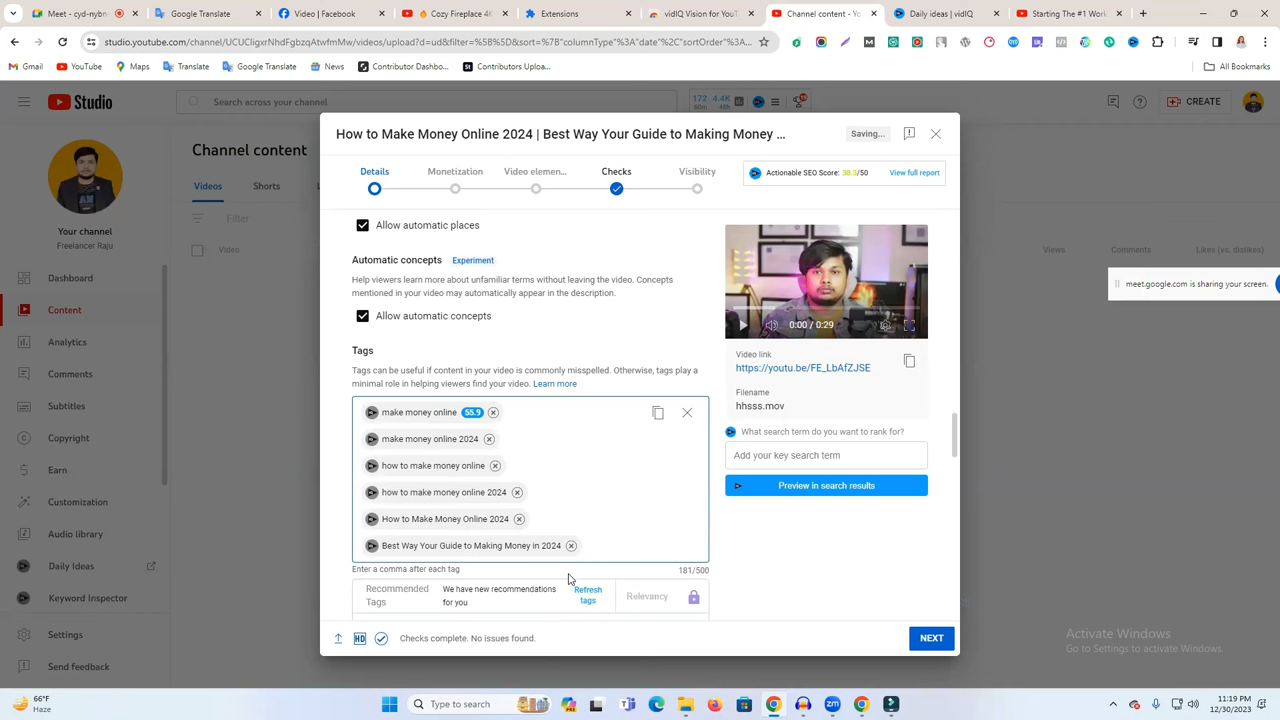 Meet
Google Translat
(2) Facebook
🔥 Cozy Firepla
Extensions
vidIQ Vision for
Channel content - Yo
Daily ideas vidIQ
Starting The #1 Wor
studio.youtube.com/channel/UCUCligxrNhdFgbzqAtwMy/videos/upload?d=ud&filter=%5B%5D&sort=%7B"columnType"%3A"date"%2C"sortOrder"...
Gmail
YouTube
Maps
Translate
Google Translate
News
Contributor Dashbo...
Contributors Uploa...
All Bookmarks
Studio
Search across your channel
172
60m
4.4K
48h
CREATE
Your channel
Freelancer Raju
Dashboard
Content
Analytics
Comments
Subtitles
Copyright
Earn
Customization
Audio library
Daily Ideas
Keyword Inspector
Settings
Send feedback
Channel content
Videos
Shorts
Filter
Video
Views
Comments
Likes (vs. dislikes)
meet.google.com is sharing your screen.
How to Make Money Online 2024 | Best Way Your Guide to Making Money ...
Saving...
Details
Monetization
Video elemen...
Checks
Visibility
Actionable SEO Score: 38.3/50
View full report
Allow automatic places
Automatic concepts
Experiment
Help viewers learn more about unfamiliar terms without leaving the video. Concepts
mentioned in your video may automatically appear in the description.
Allow automatic concepts
Tags
Tags can be useful if content in your video is commonly misspelled. Otherwise, tags play a
minimal role in helping viewers find your video. Learn more
make money online 55.9
make money online 2024
how to make money online
how to make money online 2024
How to Make Money Online 2024
Best Way Your Guide to Making Money in 2024
Enter a comma after each tag
181/500
Recommended
Tags
We have new recommendations
for you
Refresh
tags
Relevancy
0:00 / 0:29
Video link
https://youtu.be/FE_LbAfZJSE
Filename
hhsss.mov
What search term do you want to rank for?
Add your key search term
Preview in search results
HD
Checks complete. No issues found.
NEXT
Activate Windows
Go to Settings to activate Windows.
66°F
Haze
Type to search
11:19 PM
12/30/2023